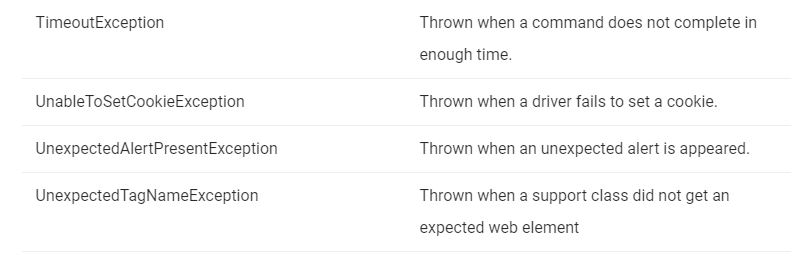 TimeoutException
Thrown when a command does not complete in
enough time.
UnableToSetCookieException
Thrown when a driver fails to set a cookie.
UnexpectedAlertPresentException
Thrown when an unexpected alert is appeared.
UnexpectedTagNameException
Thrown when a support class did not get an
expected web element